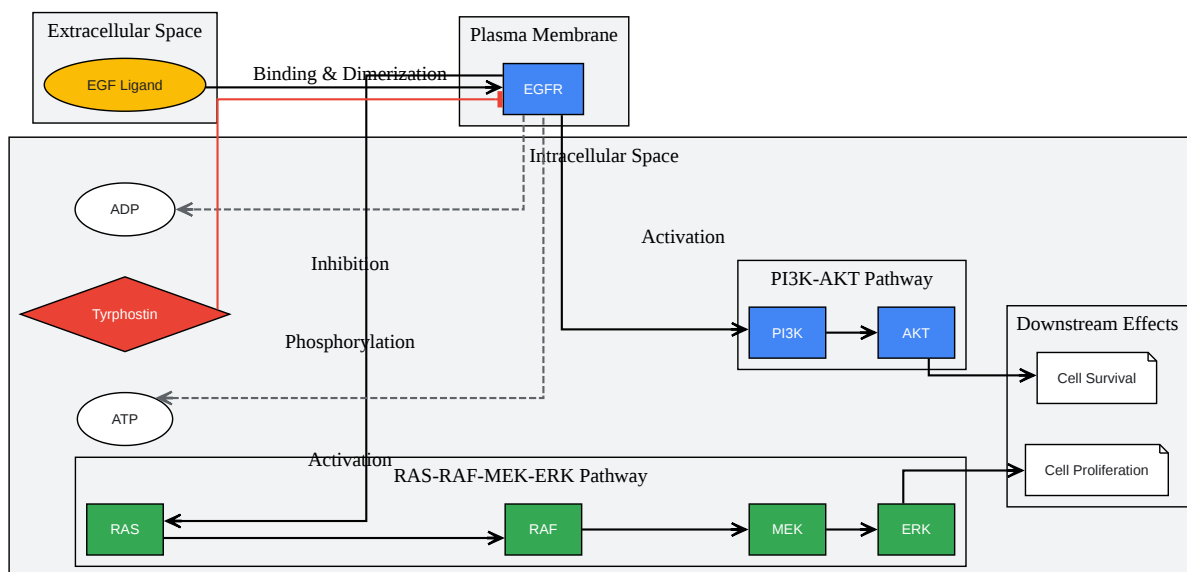 Extracellular Space
Plasma Membrane
EGF Ligand
Binding & Dimerization
EGFR
Intracellular Space
ADP
Activation
Inhibition
PI3K-AKT Pathway
Tyrphostin
Downstream Effects
PI3K
AKT
Phosphorylation
Cell Survival
ATP
Activation
RAS-RAF-MEK-ERK Pathway
Cell Proliferation
RAS
RAF
MEK
ERK